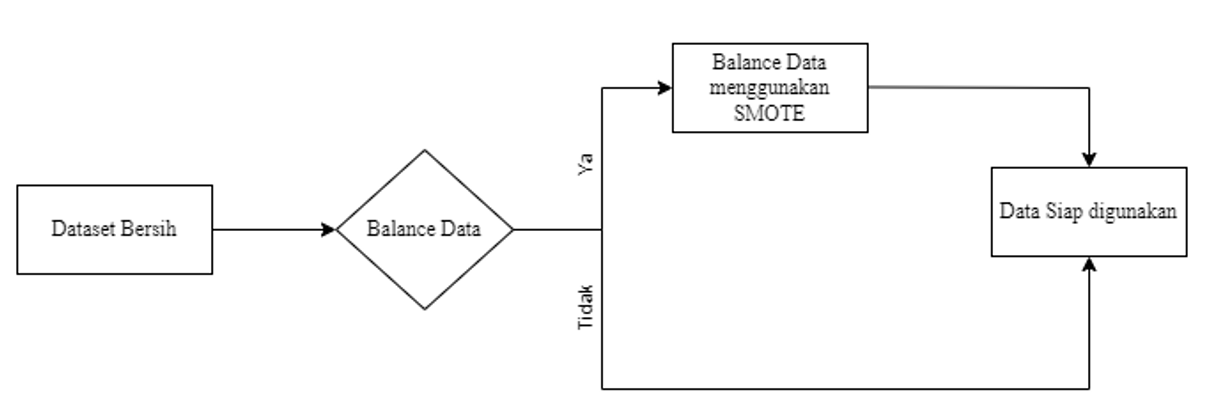 Dataset Bersih
Balance Data
Ya
Tidak
Balance Data
menggunakan
SMOTE
Data Siap digunakan